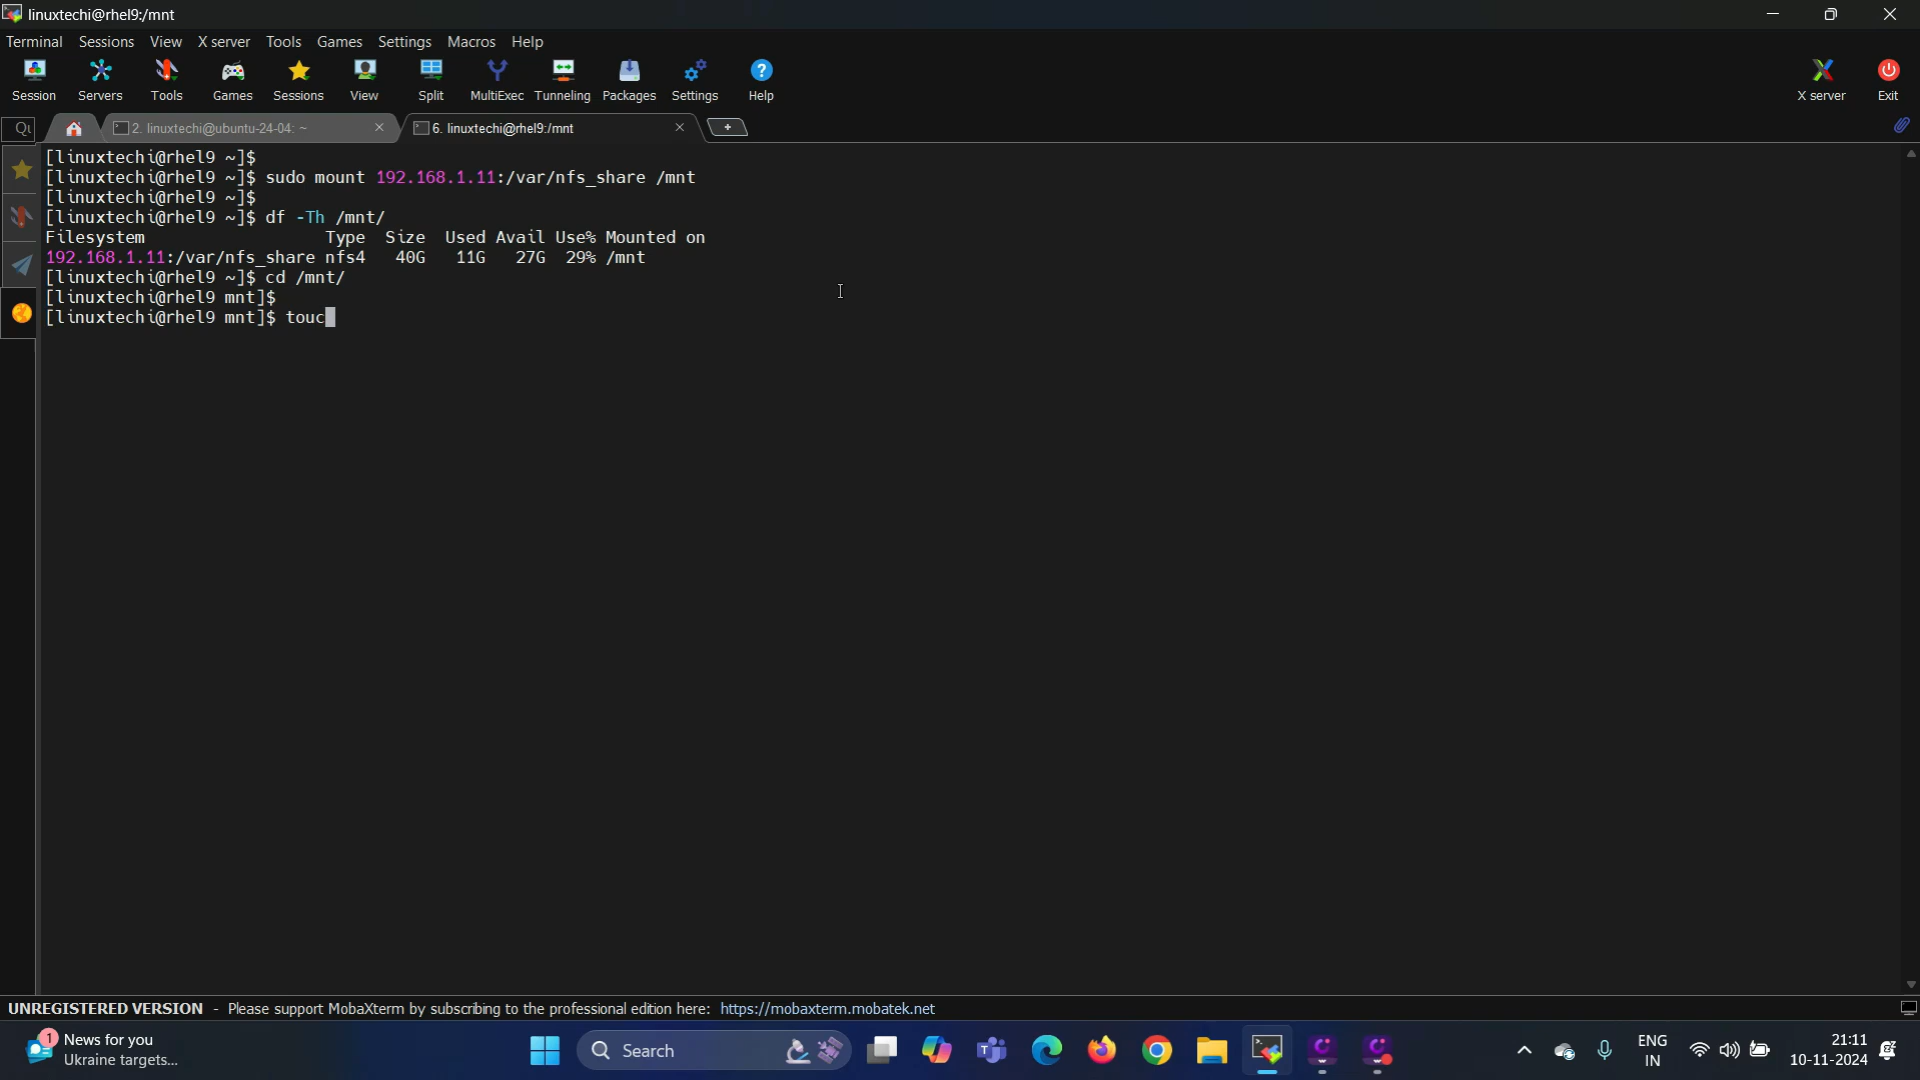 linuxtechi@rhel9:/mnt
Terminal Sessions View X server Tools Games Settings Macros Help
Session Servers Tools Games Sessions View Split MultiExec Tunneling Packages Settings Help X server Exit
2. linuxtechi@ubuntu-24-04: ~ 6. linuxtechi@rhel9:/mnt
[linuxtechi@rhel9 ~]$
[linuxtechi@rhel9 ~]$ sudo mount 192.168.1.11:/var/nfs_share /mnt
[linuxtechi@rhel9 ~]$
[linuxtechi@rhel9 ~]$ df -Th /mnt/
Filesystem Type Size Used Avail Use% Mounted on
192.168.1.11:/var/nfs_share nfs4 40G 11G 27G 29% /mnt
[linuxtechi@rhel9 ~]$ cd /mnt/
[linuxtechi@rhel9 mnt]$
[linuxtechi@rhel9 mnt]$ touc
UNREGISTERED VERSION - Please support MobaXterm by subscribing to the professional edition here: https://mobaxterm.mobatek.net
1 News for you
Ukraine targets...
Search
ENG
IN
21:11
10-11-2024